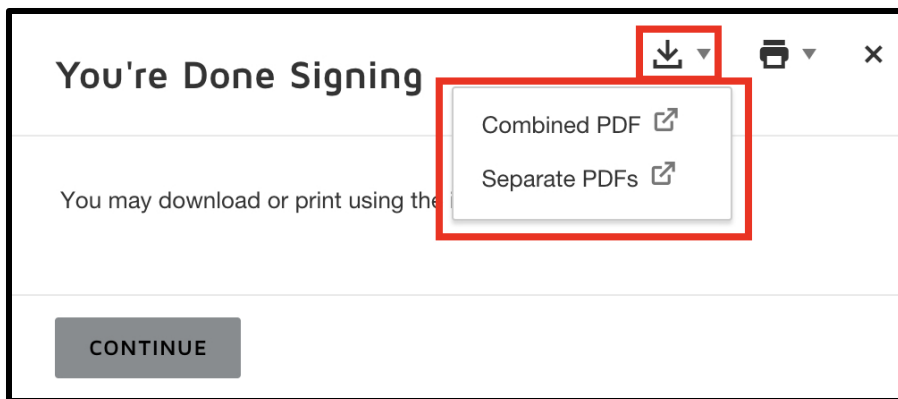 You're Done Signing
Combined PDF
Separate PDFs
You may download or print using the
CONTINUE